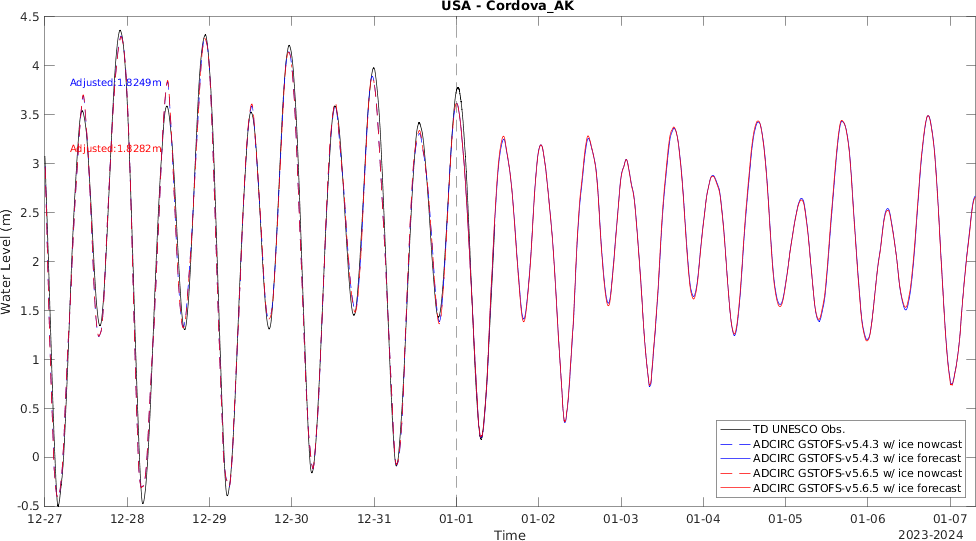 USA - Cordova_AK
4.5
4
3.5
3
2.5
2
1.5
1
0.5
0
-0.5
Water Level (m)
Adjusted:1.8249m
Adjusted:1.8282m
TD UNESCO Obs.
ADCIRC GSTOFS-v5.4.3 w/ ice nowcast
ADCIRC GSTOFS-v5.4.3 w/ ice forecast
ADCIRC GSTOFS-v5.6.5 w/ ice nowcast
ADCIRC GSTOFS-v5.6.5 w/ ice forecast
12-27 12-28 12-29 12-30 12-31 01-01 01-02 01-03 01-04 01-05 01-06 01-07
Time
2023-2024